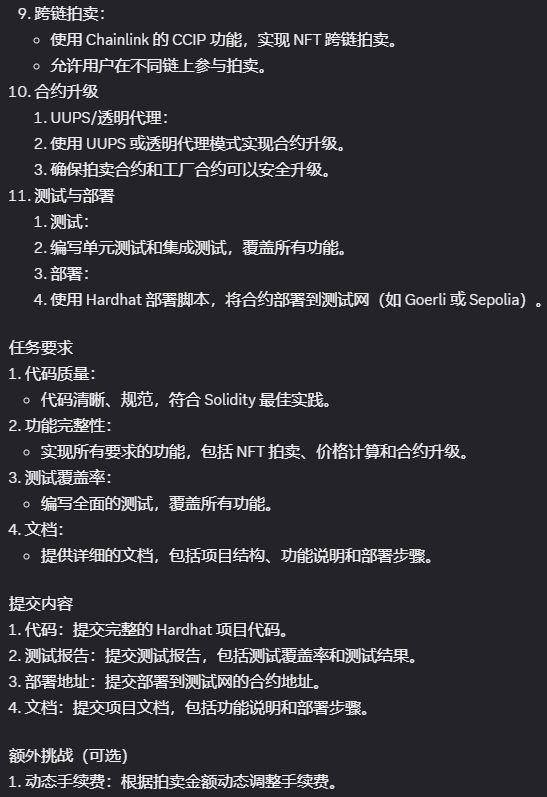 9. 跨链拍卖：
使用 Chainlink 的 CCIP 功能，实现 NFT 跨链拍卖。
允许用户在不同链上参与拍卖。
10. 合约升级
1. UUPS/透明代理：
2. 使用 UUPS 或透明代理模式实现合约升级。
3. 确保拍卖合约和工厂合约可以安全升级。
11. 测试与部署
1. 测试：
2. 编写单元测试和集成测试，覆盖所有功能。
3. 部署：
4. 使用 Hardhat 部署脚本，将合约部署到测试网（如 Goerli 或 Sepolia）。
任务要求
1. 代码质量：
代码清晰、规范，符合 Solidity 最佳实践。
2. 功能完整性：
实现所有要求的功能，包括 NFT 拍卖、价格计算和合约升级。
3. 测试覆盖率：
编写全面的测试，覆盖所有功能。
4. 文档：
提供详细的文档，包括项目结构、功能说明和部署步骤。
提交内容
1. 代码：提交完整的 Hardhat 项目代码。
2. 测试报告：提交测试报告，包括测试覆盖率和测试结果。
3. 部署地址：提交部署到测试网的合约地址。
4. 文档：提交项目文档，包括功能说明和部署步骤。
额外挑战（可选）
1. 动态手续费：根据拍卖金额动态调整手续费。